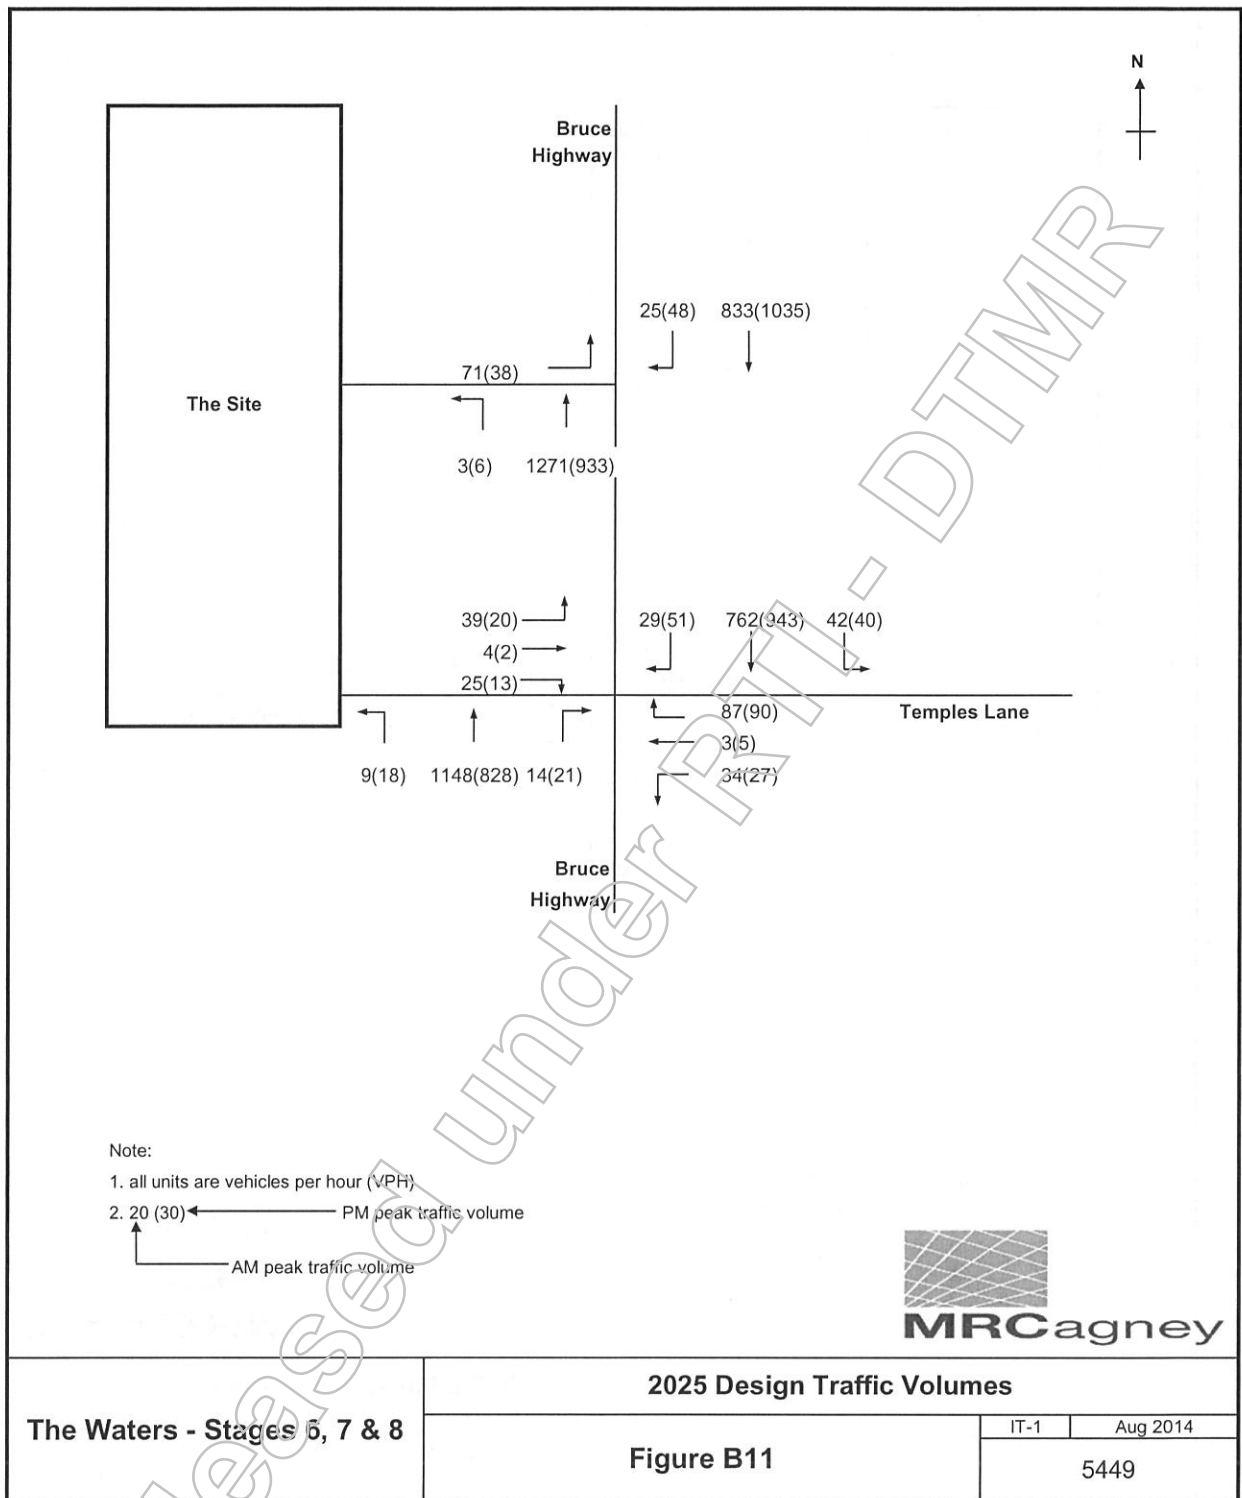 N
Bruce
Highway
25(48) 833(1035)
71(38)
The Site
3(6) 1271(933)
39(20) 29(51) 762(943) 42(40)
4(2)
25(13)
87(90) Temples Lane
3(5)
9(18) 1148(828) 14(21) 34(27)
Bruce
Highway
Note:
1. all units are vehicles per hour (VPH)
2. 20 (30) PM peak traffic volume
AM peak traffic volume
MRCagney
2025 Design Traffic Volumes
The Waters - Stages 6, 7 & 8
Figure B11
IT-1 Aug 2014
5449
eased under RTI - DTMR